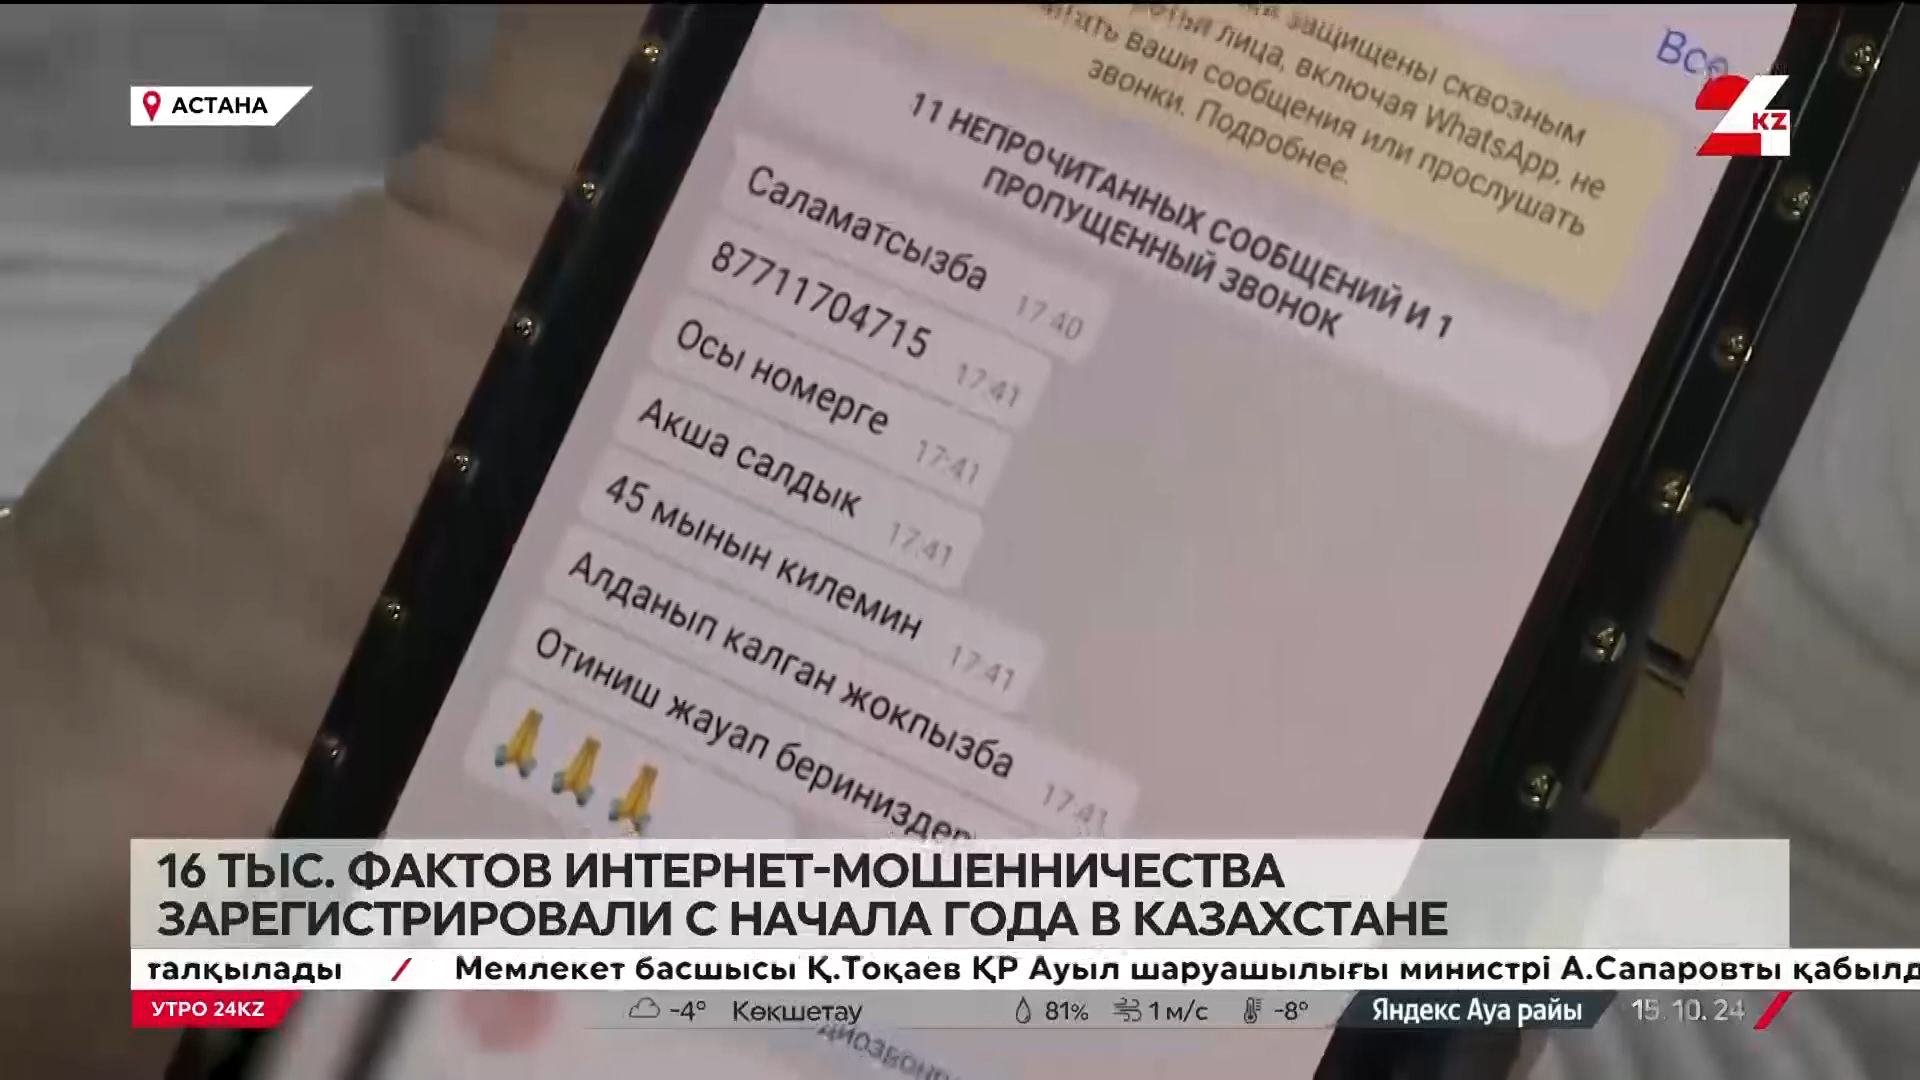 АСТАНА
Все
24 KZ
защищены сквозным
лица, включая WhatsApp, не
ваши сообщения или прослушать
звонки. Подробнее.
11 НЕПРОЧИТАННЫХ СООБЩЕНИЙ И 1
ПРОПУЩЕННЫЙ ЗВОНОК
Саламатсызба 17:40
87711704715 17:41
Осы номерге 17:41
Акша салдык 17:41
45 мынын килемин 17:41
Алданып калган жокпызба 17:41
Отиниш жауап бериниздер
🙏 🙏 🙏
16 ТЫС. ФАКТОВ ИНТЕРНЕТ-МОШЕННИЧЕСТВА
ЗАРЕГИСТРИРОВАЛИ С НАЧАЛА ГОДА В КАЗАХСТАНЕ
талқылады / Мемлекет басшысы Қ.Тоқаев ҚР Ауыл шаруашылығы министрі А.Сапаровты қабылд
УТРО 24KZ -4° Көкшетау 81% 1 м/с -8° Яндекс Ауа райы 15.10.24